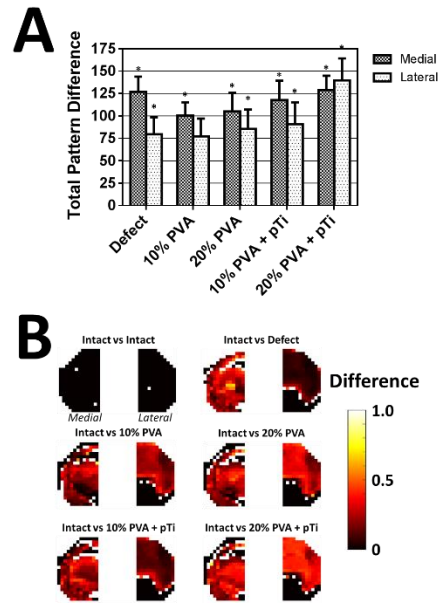 A
Total Pattern Difference
175
150
125
100
75
50
25
0
* * * * * * * * *
Medial
Lateral
Defect
10% PVA
20% PVA
10% PVA + pTi
20% PVA + pTi
B
Intact vs Intact
Intact vs Defect
Medial
Lateral
Difference
1.0
0.5
0
Intact vs 10% PVA
Intact vs 20% PVA
Intact vs 10% PVA + pTi
Intact vs 20% PVA + pTi